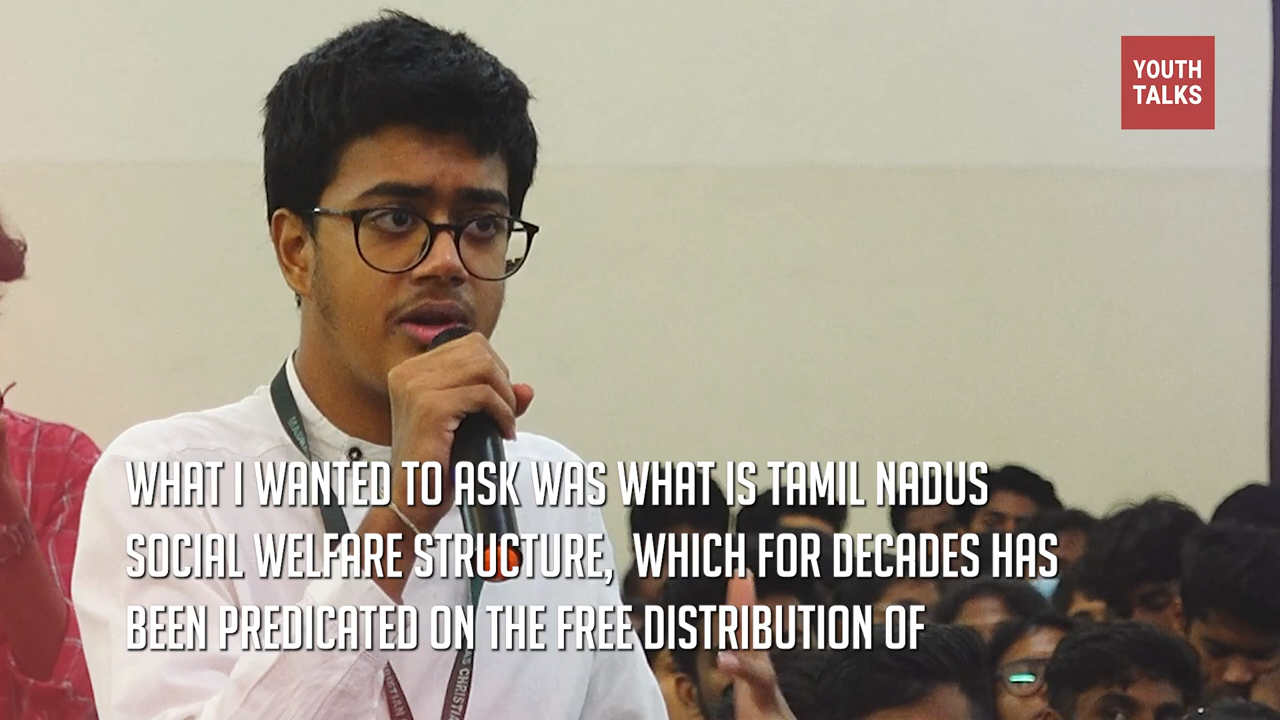 YOUTH
TALKS
WHAT I WANTED TO ASK WAS WHAT IS TAMIL NADUS
SOCIAL WELFARE STRUCTURE, WHICH FOR DECADES HAS
BEEN PREDICATED ON THE FREE DISTRIBUTION OF